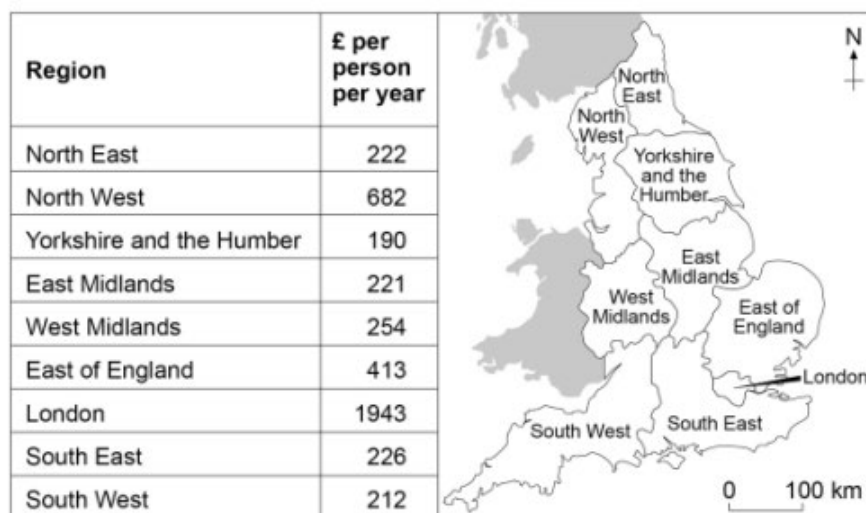 Region £ per person per year
North East 222
North West 682
Yorkshire and the Humber 190
East Midlands 221
West Midlands 254
East of England 413
London 1943
South East 226
South West 212
N
North
East
North
West
Yorkshire
and the
Humber
East
Midlands
West
Midlands
East of
England
London
South West
South East
0 100 km